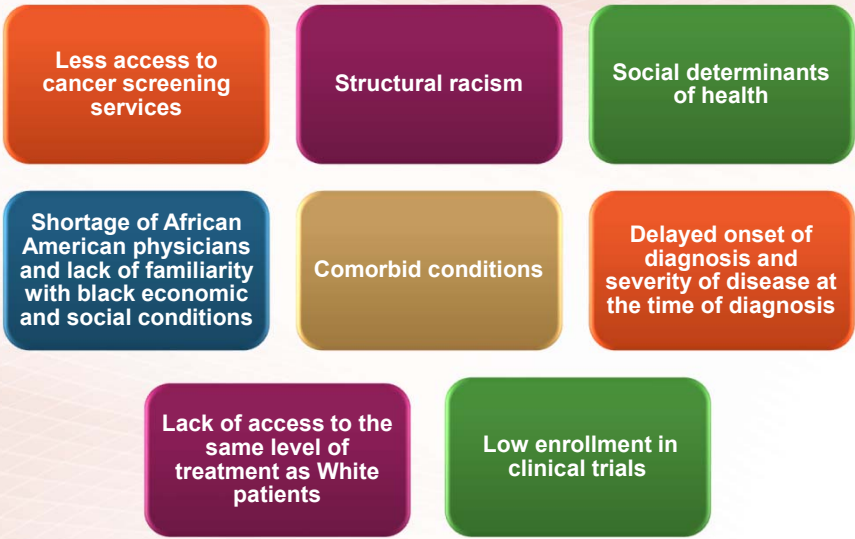 Less access to
cancer screening
services
Structural racism
Social determinants
of health
Shortage of African
American physicians
and lack of familiarity
with black economic
and social conditions
Comorbid conditions
Delayed onset of
diagnosis and
severity of disease at
the time of diagnosis
Lack of access to the
same level of
treatment as White
patients
Low enrollment in
clinical trials